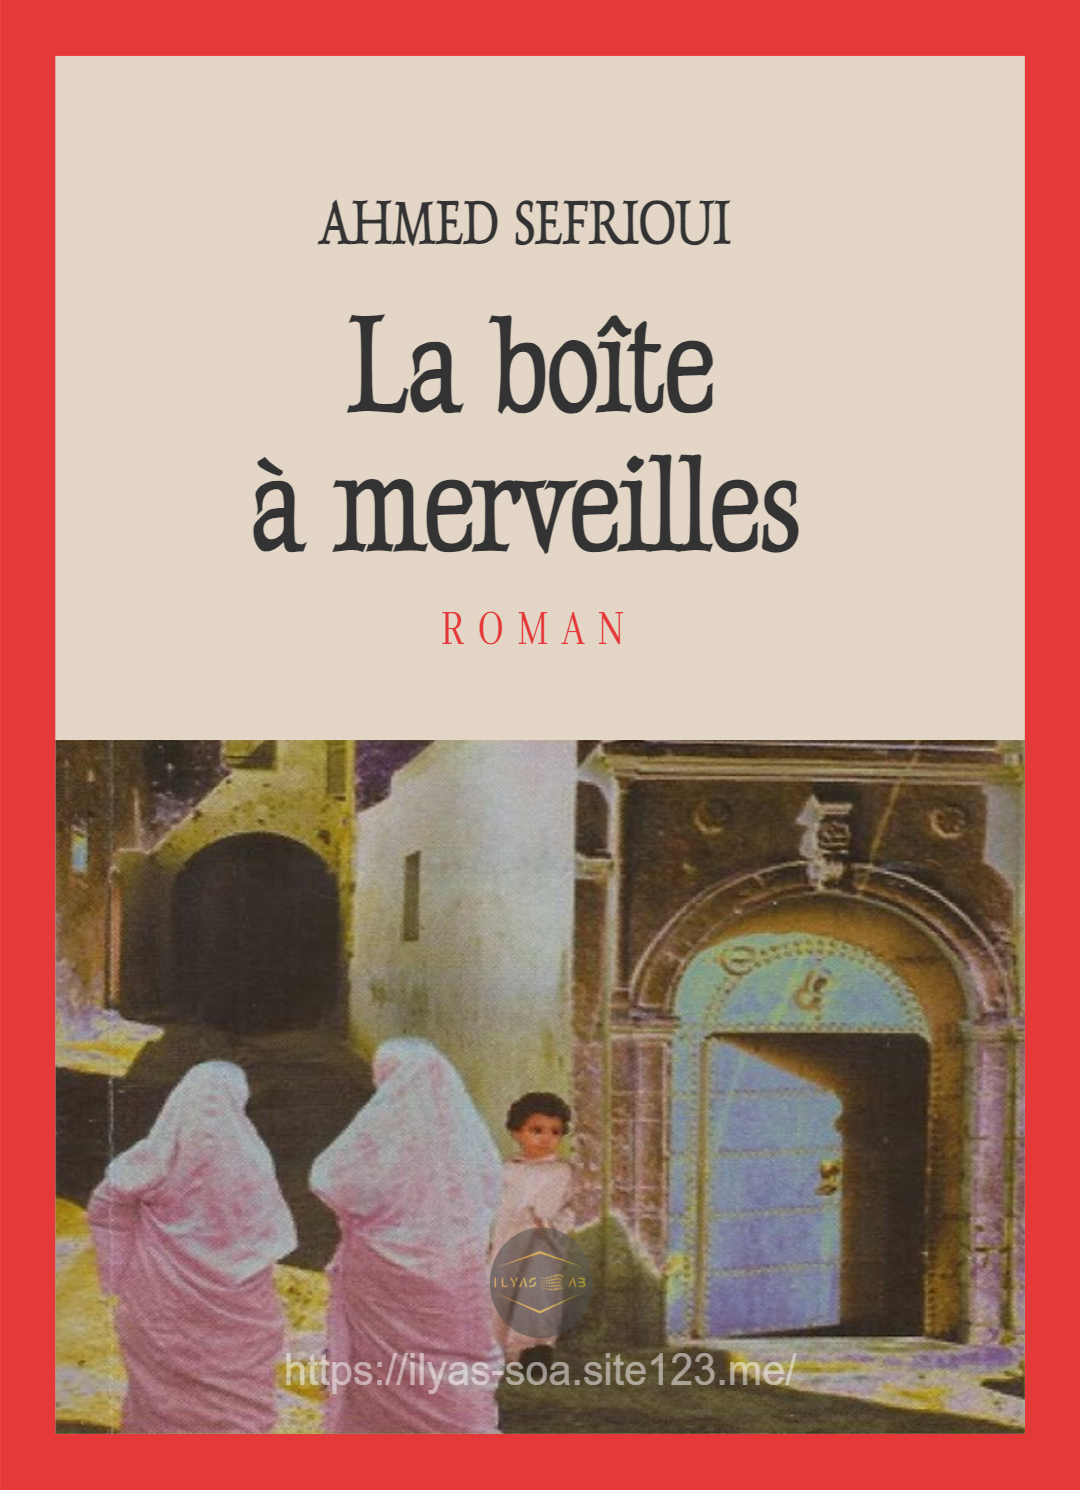 AHMED SEFRIOUI
La boîte
à merveilles
ROMAN
ILYAS AB
https://ilyas-soa.site123.me/